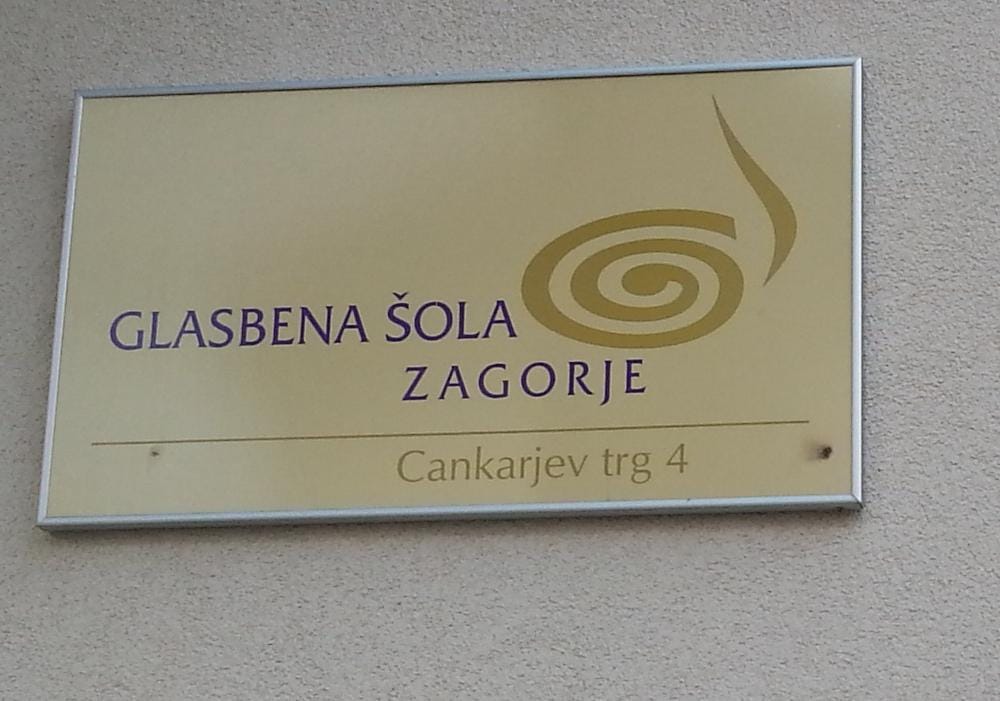 GLASBENA ŠOLA
ZAGORJE
Cankarjev trg 4